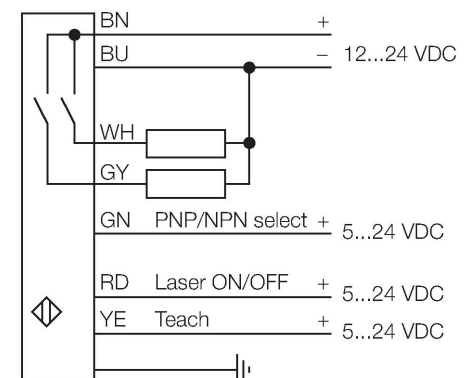 BN +
BU – 12...24 VDC
WH
GY
GN PNP/NPN select + 5...24 VDC
RD Laser ON/OFF + 5...24 VDC
YE Teach + 5...24 VDC